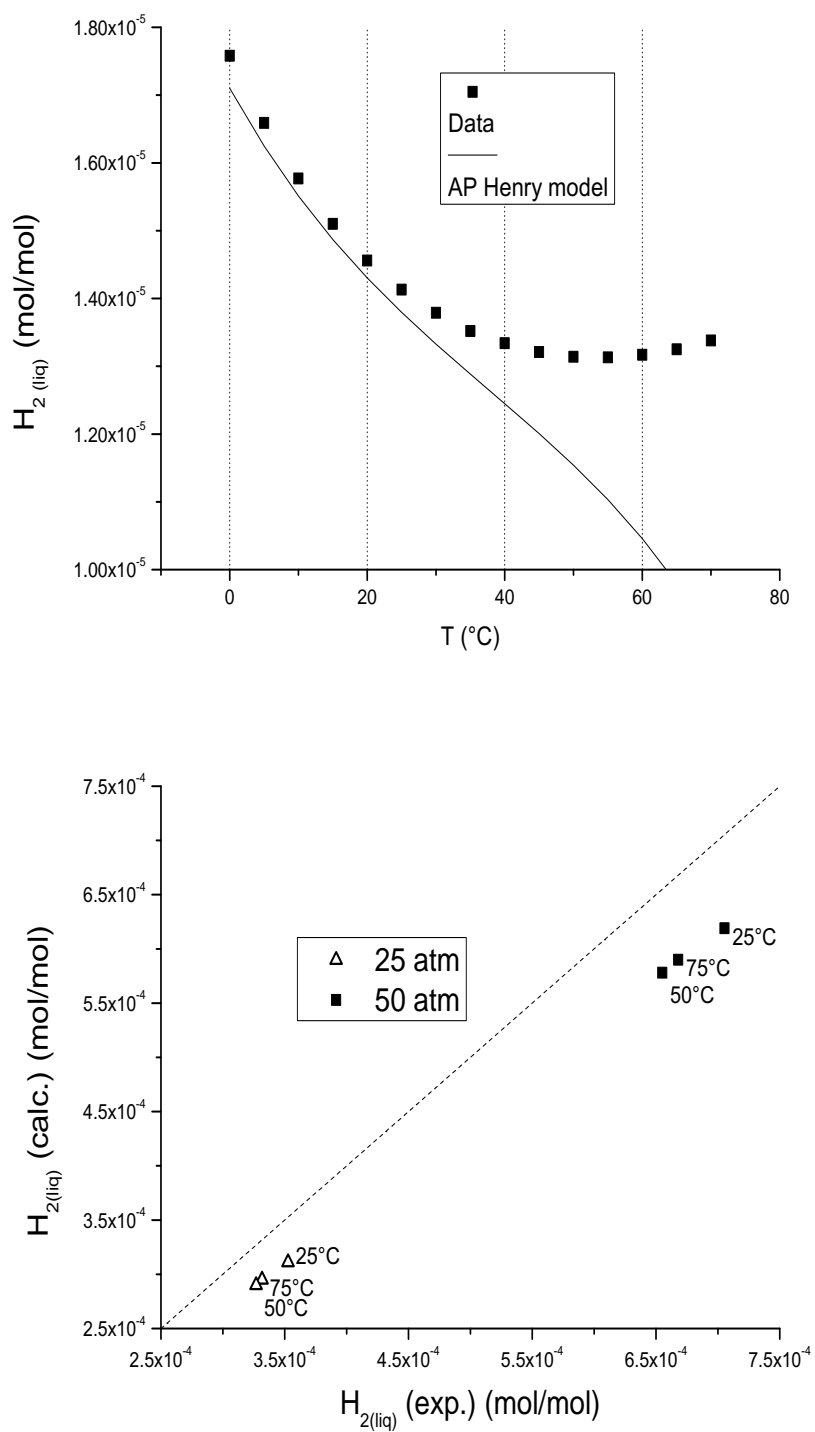 1.80x10⁻⁵
1.60x10⁻⁵
1.40x10⁻⁵
1.20x10⁻⁵
1.00x10⁻⁵
H₂ ₍liq₎ (mol/mol)
Data
AP Henry model
0 20 40 60 80
T (°C)
7.5x10⁻⁴
6.5x10⁻⁴
5.5x10⁻⁴
4.5x10⁻⁴
3.5x10⁻⁴
2.5x10⁻⁴
H₂₍liq₎ (calc.) (mol/mol)
25 atm
50 atm
25°C
75°C
50°C
25°C
75°C
50°C
2.5x10⁻⁴ 3.5x10⁻⁴ 4.5x10⁻⁴ 5.5x10⁻⁴ 6.5x10⁻⁴ 7.5x10⁻⁴
H₂₍liq₎ (exp.) (mol/mol)